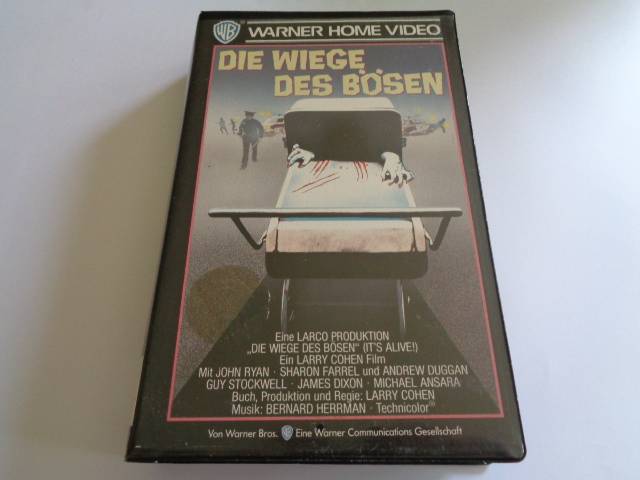 WB
WARNER HOME VIDEO
DIE WIEGE
DES BÖSEN
Eine LARCO PRODUKTION
„DIE WIEGE DES BÖSEN" (IT'S ALIVE!)
Ein LARRY COHEN Film
Mit JOHN RYAN · SHARON FARREL und ANDREW DUGGAN
GUY STOCKWELL · JAMES DIXON · MICHAEL ANSARA
Buch, Produktion und Regie: LARRY COHEN
Musik: BERNARD HERRMAN · Technicolor®
Von Warner Bros. WB Eine Warner Communications Gesellschaft